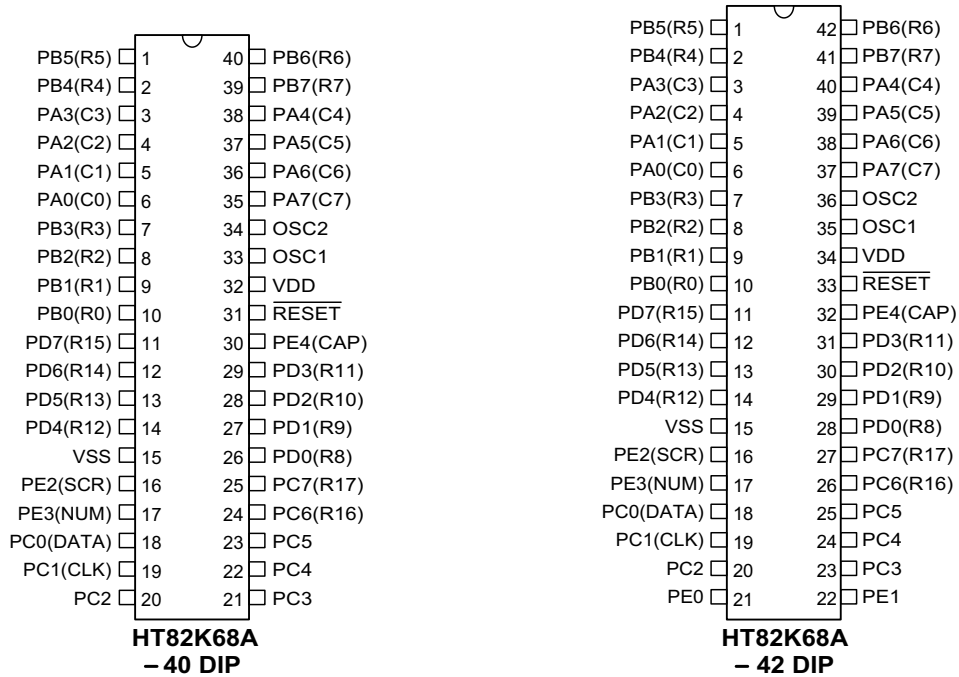 PB5(R5) 1 40 PB6(R6)
PB4(R4) 2 39 PB7(R7)
PA3(C3) 3 38 PA4(C4)
PA2(C2) 4 37 PA5(C5)
PA1(C1) 5 36 PA6(C6)
PA0(C0) 6 35 PA7(C7)
PB3(R3) 7 34 OSC2
PB2(R2) 8 33 OSC1
PB1(R1) 9 32 VDD
PB0(R0) 10 31 RESET
PD7(R15) 11 30 PE4(CAP)
PD6(R14) 12 29 PD3(R11)
PD5(R13) 13 28 PD2(R10)
PD4(R12) 14 27 PD1(R9)
VSS 15 26 PD0(R8)
PE2(SCR) 16 25 PC7(R17)
PE3(NUM) 17 24 PC6(R16)
PC0(DATA) 18 23 PC5
PC1(CLK) 19 22 PC4
PC2 20 21 PC3
HT82K68A
– 40 DIP
PB5(R5) 1 42 PB6(R6)
PB4(R4) 2 41 PB7(R7)
PA3(C3) 3 40 PA4(C4)
PA2(C2) 4 39 PA5(C5)
PA1(C1) 5 38 PA6(C6)
PA0(C0) 6 37 PA7(C7)
PB3(R3) 7 36 OSC2
PB2(R2) 8 35 OSC1
PB1(R1) 9 34 VDD
PB0(R0) 10 33 RESET
PD7(R15) 11 32 PE4(CAP)
PD6(R14) 12 31 PD3(R11)
PD5(R13) 13 30 PD2(R10)
PD4(R12) 14 29 PD1(R9)
VSS 15 28 PD0(R8)
PE2(SCR) 16 27 PC7(R17)
PE3(NUM) 17 26 PC6(R16)
PC0(DATA) 18 25 PC5
PC1(CLK) 19 24 PC4
PC2 20 23 PC3
PE0 21 22 PE1
HT82K68A
– 42 DIP